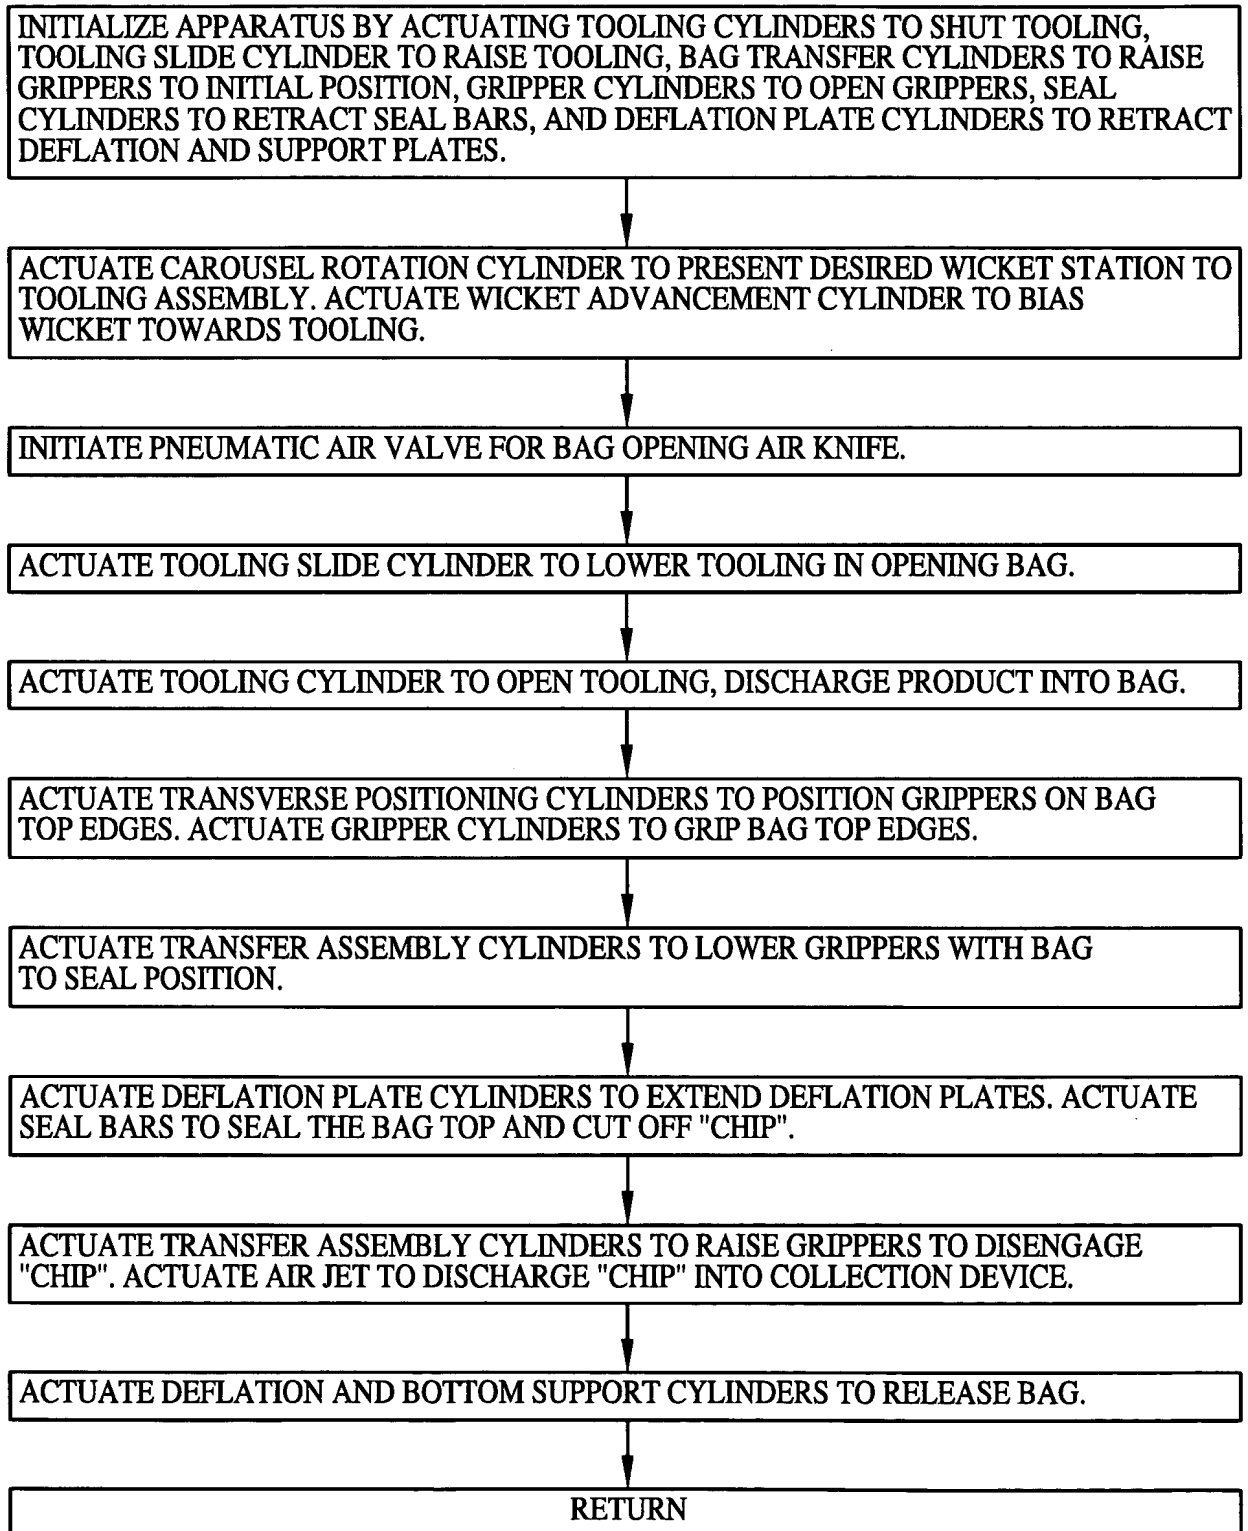 INITIALIZE APPARATUS BY ACTUATING TOOLING CYLINDERS TO SHUT TOOLING,
TOOLING SLIDE CYLINDER TO RAISE TOOLING, BAG TRANSFER CYLINDERS TO RAISE
GRIPPERS TO INITIAL POSITION, GRIPPER CYLINDERS TO OPEN GRIPPERS, SEAL
CYLINDERS TO RETRACT SEAL BARS, AND DEFLATION PLATE CYLINDERS TO RETRACT
DEFLATION AND SUPPORT PLATES.
ACTUATE CAROUSEL ROTATION CYLINDER TO PRESENT DESIRED WICKET STATION TO
TOOLING ASSEMBLY. ACTUATE WICKET ADVANCEMENT CYLINDER TO BIAS
WICKET TOWARDS TOOLING.
INITIATE PNEUMATIC AIR VALVE FOR BAG OPENING AIR KNIFE.
ACTUATE TOOLING SLIDE CYLINDER TO LOWER TOOLING IN OPENING BAG.
ACTUATE TOOLING CYLINDER TO OPEN TOOLING, DISCHARGE PRODUCT INTO BAG.
ACTUATE TRANSVERSE POSITIONING CYLINDERS TO POSITION GRIPPERS ON BAG
TOP EDGES. ACTUATE GRIPPER CYLINDERS TO GRIP BAG TOP EDGES.
ACTUATE TRANSFER ASSEMBLY CYLINDERS TO LOWER GRIPPERS WITH BAG
TO SEAL POSITION.
ACTUATE DEFLATION PLATE CYLINDERS TO EXTEND DEFLATION PLATES. ACTUATE
SEAL BARS TO SEAL THE BAG TOP AND CUT OFF "CHIP".
ACTUATE TRANSFER ASSEMBLY CYLINDERS TO RAISE GRIPPERS TO DISENGAGE
"CHIP". ACTUATE AIR JET TO DISCHARGE "CHIP" INTO COLLECTION DEVICE.
ACTUATE DEFLATION AND BOTTOM SUPPORT CYLINDERS TO RELEASE BAG.
RETURN